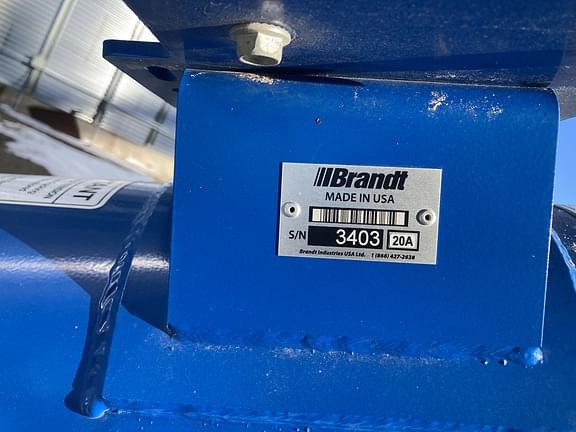 Brandt
MADE IN USA
S/N 3403 20A
Brandt Industries USA Ltd. 1 (866) 427-2638